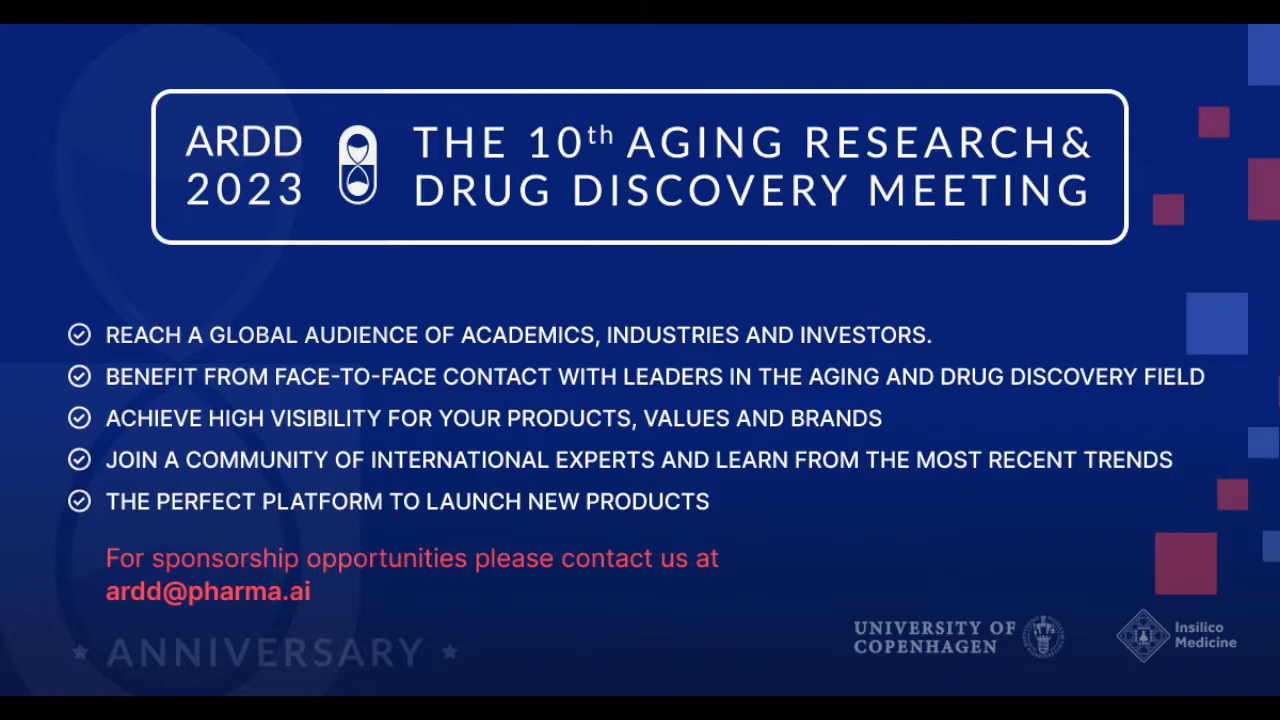 ARDD
2023
THE 10th AGING RESEARCH&
DRUG DISCOVERY MEETING
REACH A GLOBAL AUDIENCE OF ACADEMICS, INDUSTRIES AND INVESTORS.
BENEFIT FROM FACE-TO-FACE CONTACT WITH LEADERS IN THE AGING AND DRUG DISCOVERY FIELD
ACHIEVE HIGH VISIBILITY FOR YOUR PRODUCTS, VALUES AND BRANDS
JOIN A COMMUNITY OF INTERNATIONAL EXPERTS AND LEARN FROM THE MOST RECENT TRENDS
THE PERFECT PLATFORM TO LAUNCH NEW PRODUCTS
For sponsorship opportunities please contact us at
ardd@pharma.ai
ANNIVERSARY
UNIVERSITY OF
COPENHAGEN
Insilico
Medicine